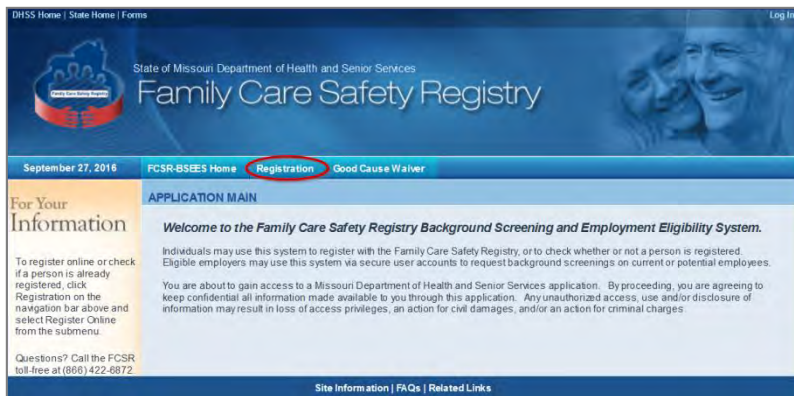 DHSS Home | State Home | Forms
Log In
State of Missouri Department of Health and Senior Services
Family Care Safety Registry
Family Care Safety Registry
September 27, 2016
FCSR-BSEES Home
Registration
Good Cause Waiver
For Your
Information
To register online or check
if a person is already
registered, click
Registration on the
navigation bar above and
select Register Online
from the submenu.
Questions? Call the FCSR
toll-free at (866) 422-6872
APPLICATION MAIN
Welcome to the Family Care Safety Registry Background Screening and Employment Eligibility System.
Individuals may use this system to register with the Family Care Safety Registry, or to check whether or not a person is registered.
Eligible employers may use this system via secure user accounts to request background screenings on current or potential employees.
You are about to gain access to a Missouri Department of Health and Senior Services application. By proceeding, you are agreeing to
keep confidential all information made available to you through this application. Any unauthorized access, use and/or disclosure of
information may result in loss of access privileges, an action for civil damages, and/or an action for criminal charges
Site Information | FAQs | Related Links